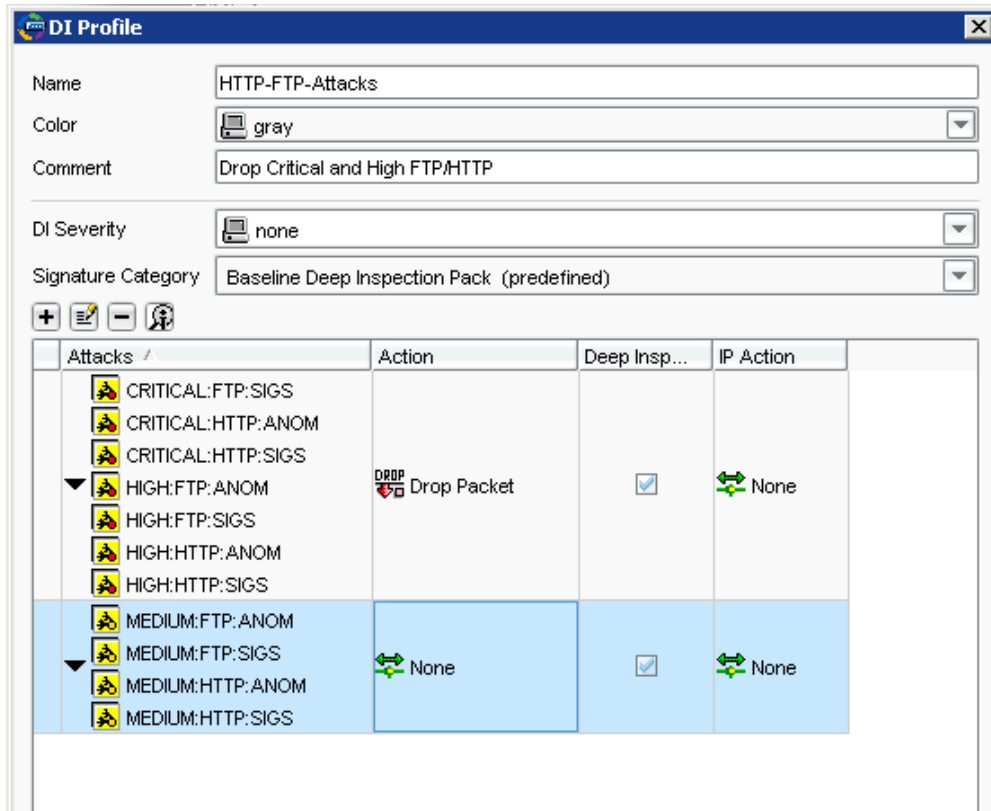 DI Profile
Name HTTP-FTP-Attacks
Color gray
Comment Drop Critical and High FTP/HTTP
DI Severity none
Signature Category Baseline Deep Inspection Pack (predefined)
Attacks Action Deep Insp... IP Action
CRITICAL:FTP:SIGS
CRITICAL:HTTP:ANOM
CRITICAL:HTTP:SIGS
HIGH:FTP:ANOM DROP Drop Packet None
HIGH:FTP:SIGS
HIGH:HTTP:ANOM
HIGH:HTTP:SIGS
MEDIUM:FTP:ANOM
MEDIUM:FTP:SIGS None None
MEDIUM:HTTP:ANOM
MEDIUM:HTTP:SIGS